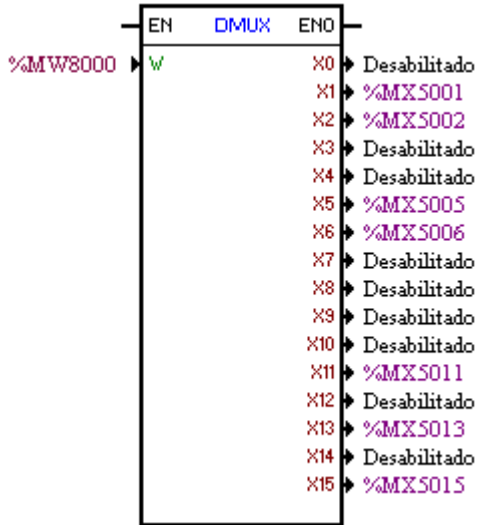 EN DMUX ENO
%MW8000 W X0 Desabilitado
X1 %MX5001
X2 %MX5002
X3 Desabilitado
X4 Desabilitado
X5 %MX5005
X6 %MX5006
X7 Desabilitado
X8 Desabilitado
X9 Desabilitado
X10 Desabilitado
X11 %MX5011
X12 Desabilitado
X13 %MX5013
X14 Desabilitado
X15 %MX5015